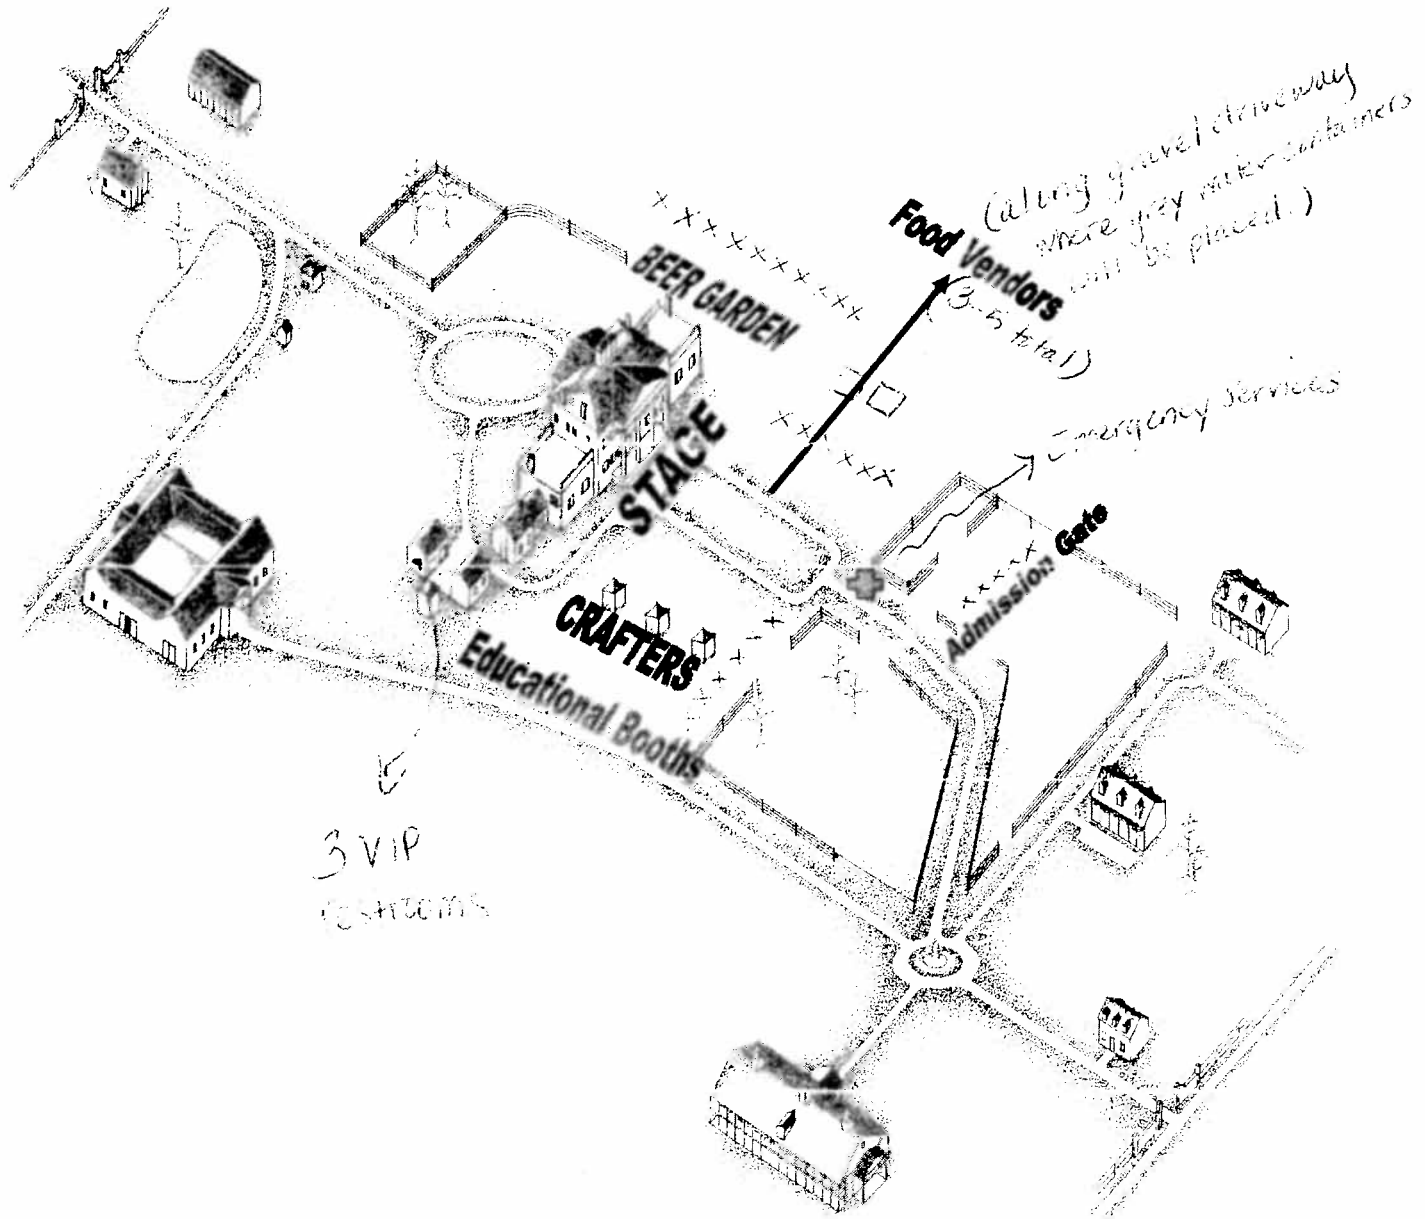 (along gravel driveway
where grey water containers
will be placed.)
Food Vendors
(3-5 total)
BEER GARDEN
STAGE
Emergency Services
Admission Gate
CRAFTERS
Educational Booths
3 VIP
restrooms